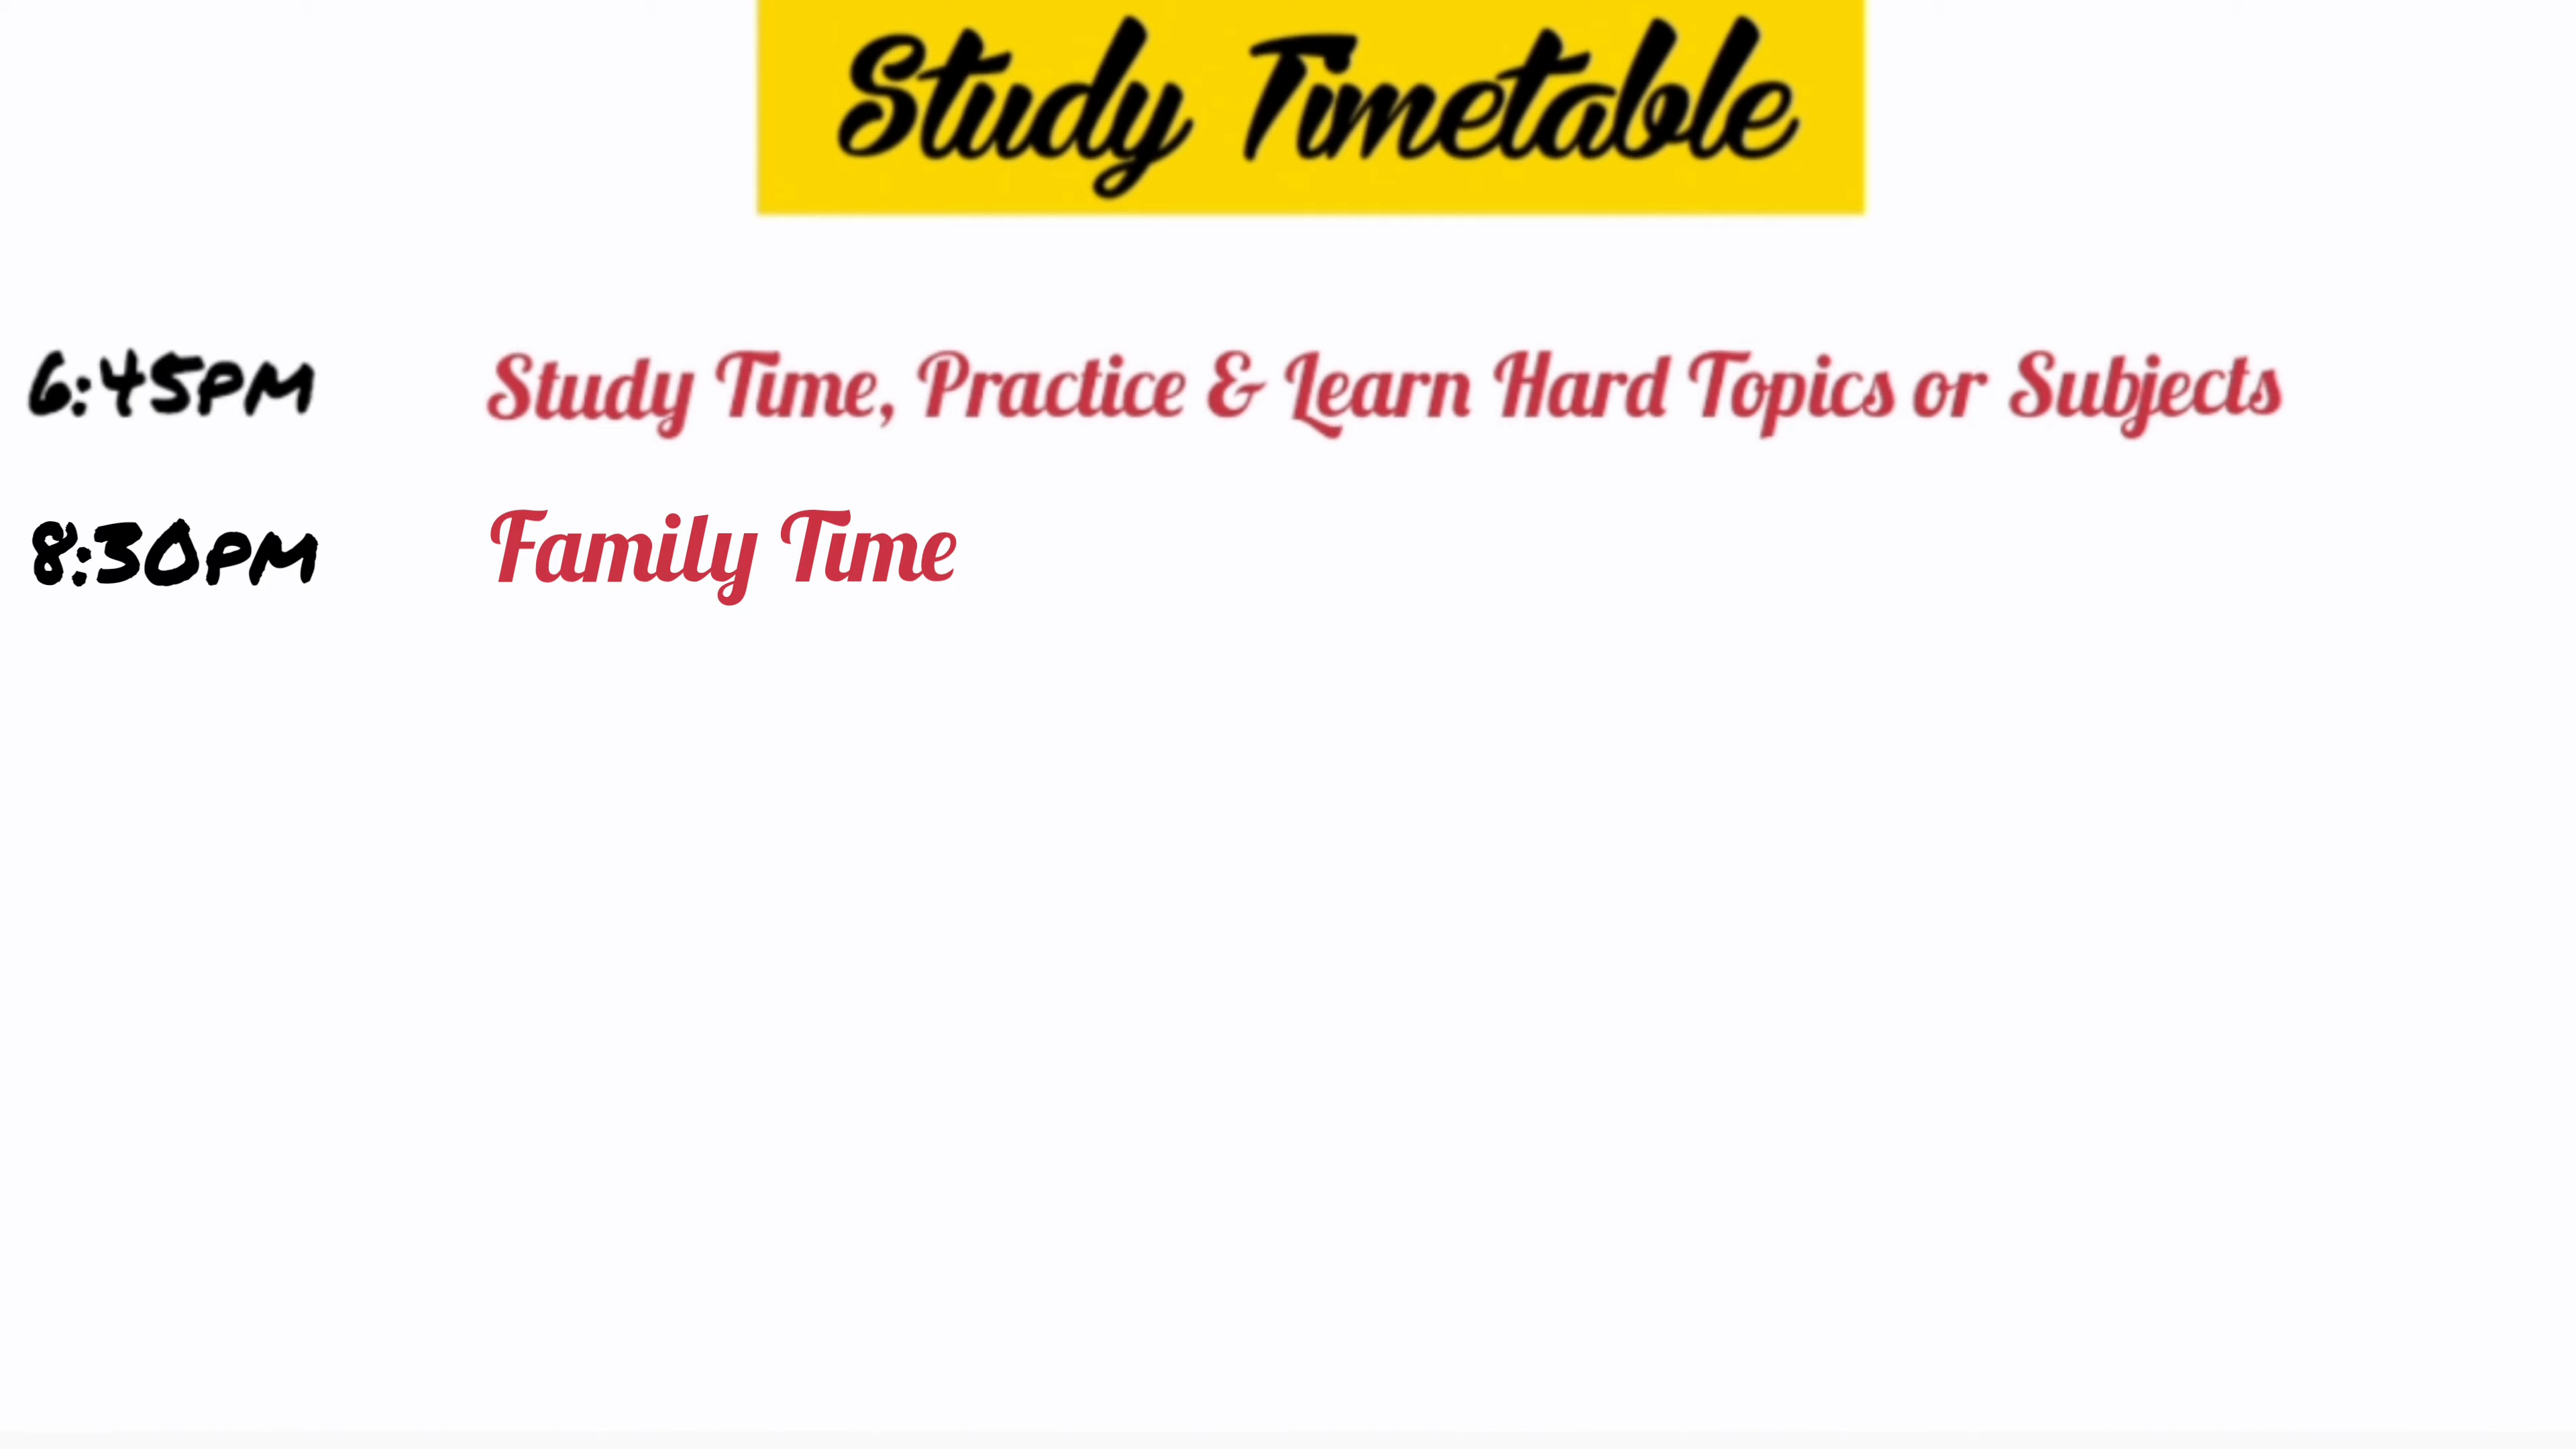 Study Timetable
6:45PM Study Time, Practice & Learn Hard Topics or Subjects
8:30PM Family Time